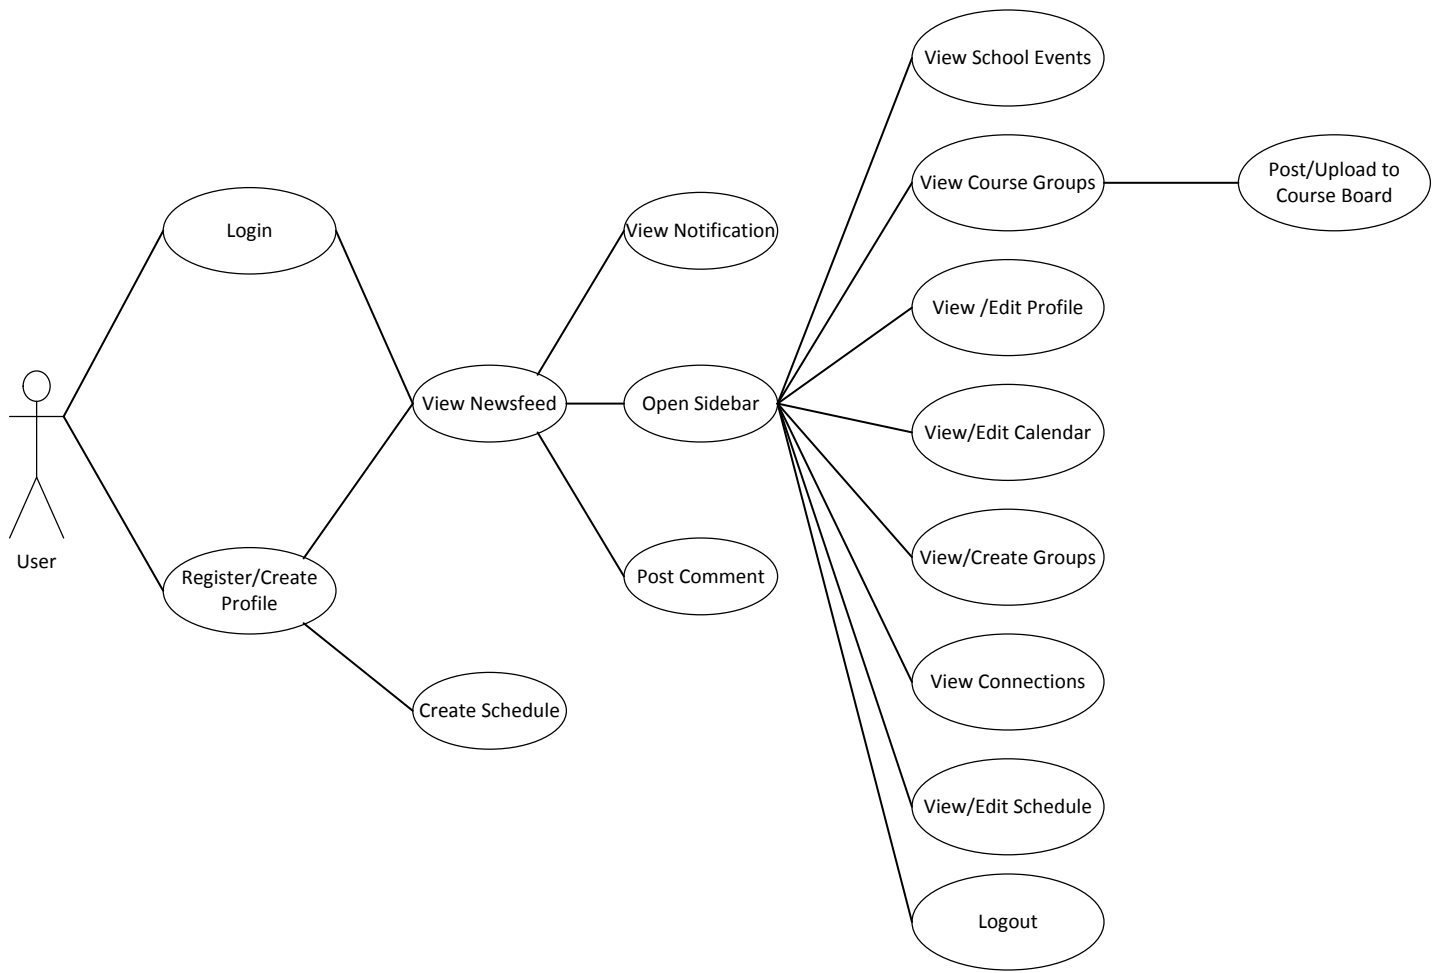 View School Events
View Course Groups
Post/Upload to
Course Board
Login
View Notification
View /Edit Profile
View Newsfeed
Open Sidebar
View/Edit Calendar
User
Register/Create
Profile
Post Comment
View/Create Groups
Create Schedule
View Connections
View/Edit Schedule
Logout